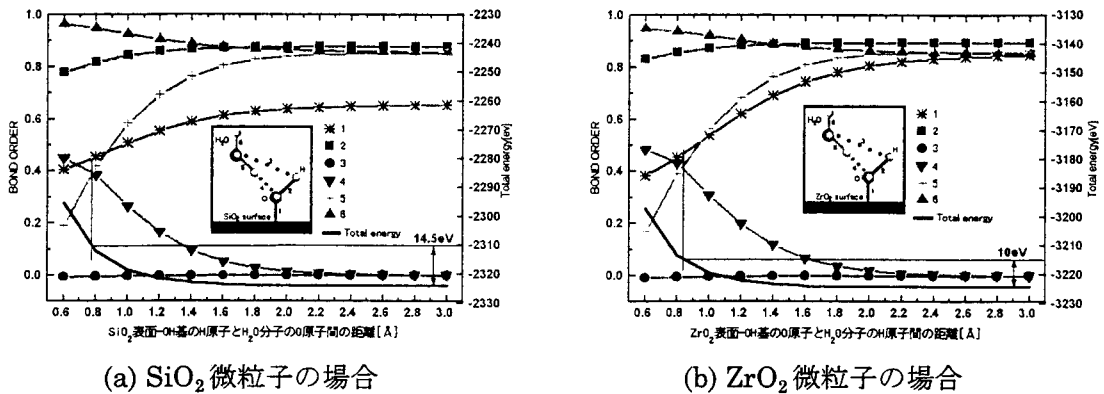 BOND ORDER
1.0
0.8
0.6
0.4
0.2
0.0
-2230
-2240
-2250
-2260
-2270
-2280
-2290
-2300
-2310
-2320
-2330
Total energy[ev]
H₂O
H
O
SiO₂ surface
1
2
3
4
5
6
Total energy
14.5eV
0.6 0.8 1.0 1.2 1.4 1.6 1.8 2.0 2.2 2.4 2.6 2.8 3.0
SiO₂表面-OH基のH原子とH₂O分子のO原子間の距離[Å]
(a) SiO₂微粒子の場合
BOND ORDER
1.0
0.8
0.6
0.4
0.2
0.0
-3130
-3140
-3150
-3160
-3170
-3180
-3190
-3200
-3210
-3220
-3230
Total energy[eV]
H₂O
H
O
ZrO₂ surface
1
2
3
4
5
6
Total energy
10eV
0.6 0.8 1.0 1.2 1.4 1.6 1.8 2.0 2.2 2.4 2.6 2.8 3.0
ZrO₂表面-OH基のO原子とH₂O分子のH原子間の距離[Å]
(b) ZrO₂微粒子の場合